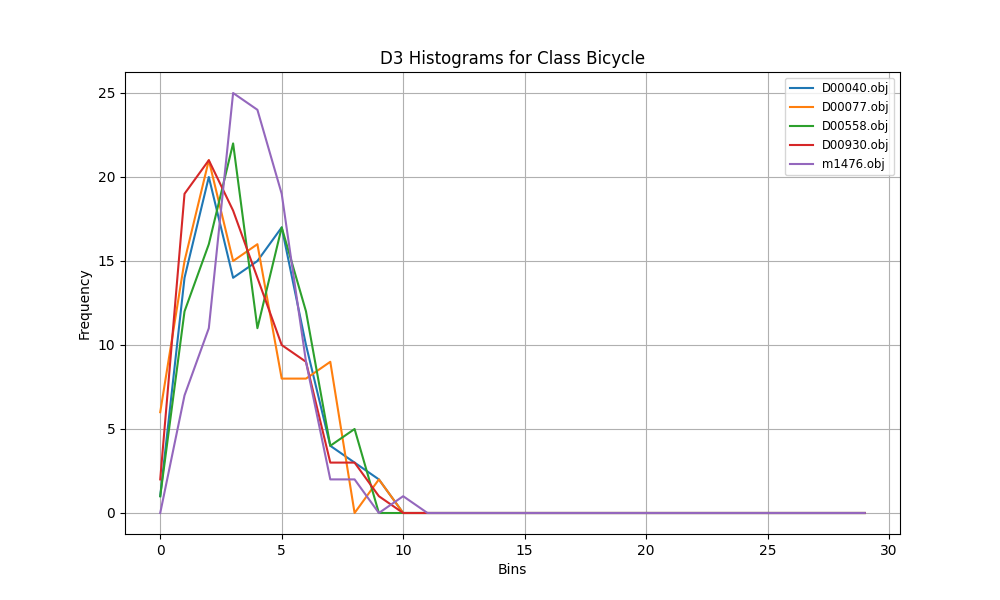 D3 Histograms for Class Bicycle
D00040.obj
D00077.obj
D00558.obj
D00930.obj
m1476.obj
25
20
15
10
5
0
Frequency
0 5 10 15 20 25 30
Bins